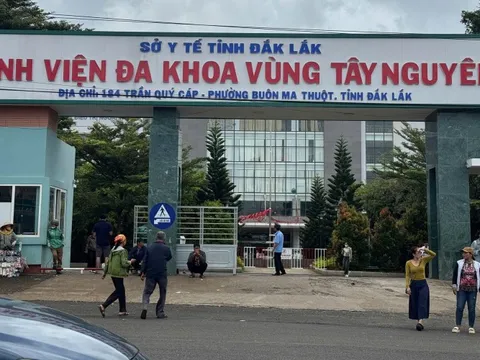 SỞ Y TẾ TỈNH ĐẮK LẮK
NH VIỆN ĐA KHOA VÙNG TÂY NGUYÊ
ĐỊA CHỈ: 184 TRẦN QUÝ CÁP - PHƯỜNG BUÔN MA THUỘT, TỈNH ĐẮK LẮK